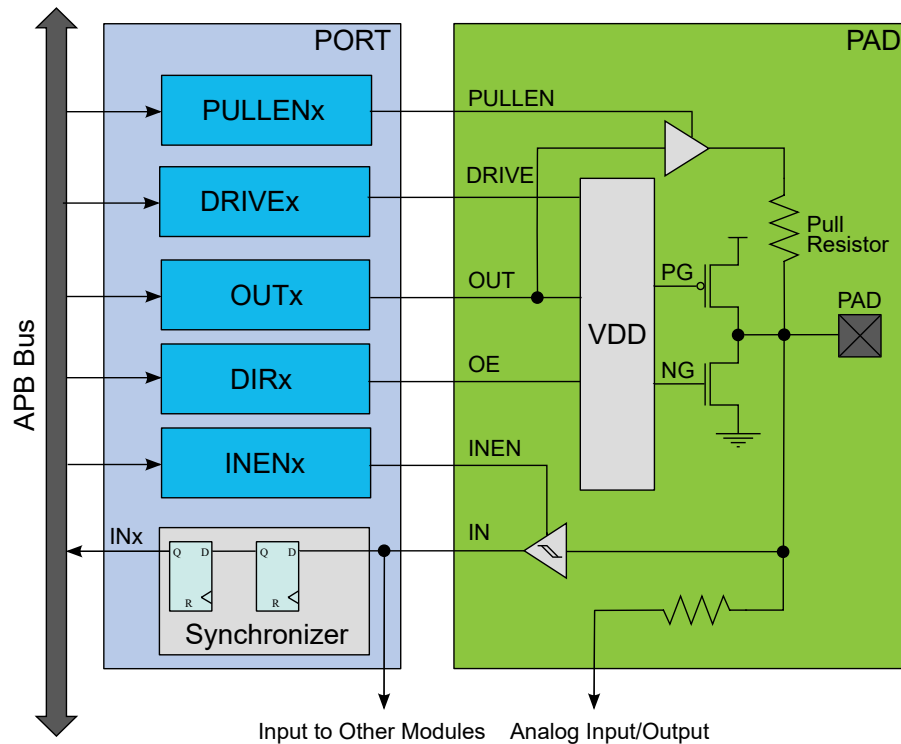 PORT
PAD
APB Bus
PULLENx
PULLEN
DRIVEx
DRIVE
Pull
Resistor
OUTx
OUT
PG
PAD
VDD
DIRx
OE
NG
INENx
INEN
INx
Q D
R
Q D
R
IN
Synchronizer
Input to Other Modules
Analog Input/Output